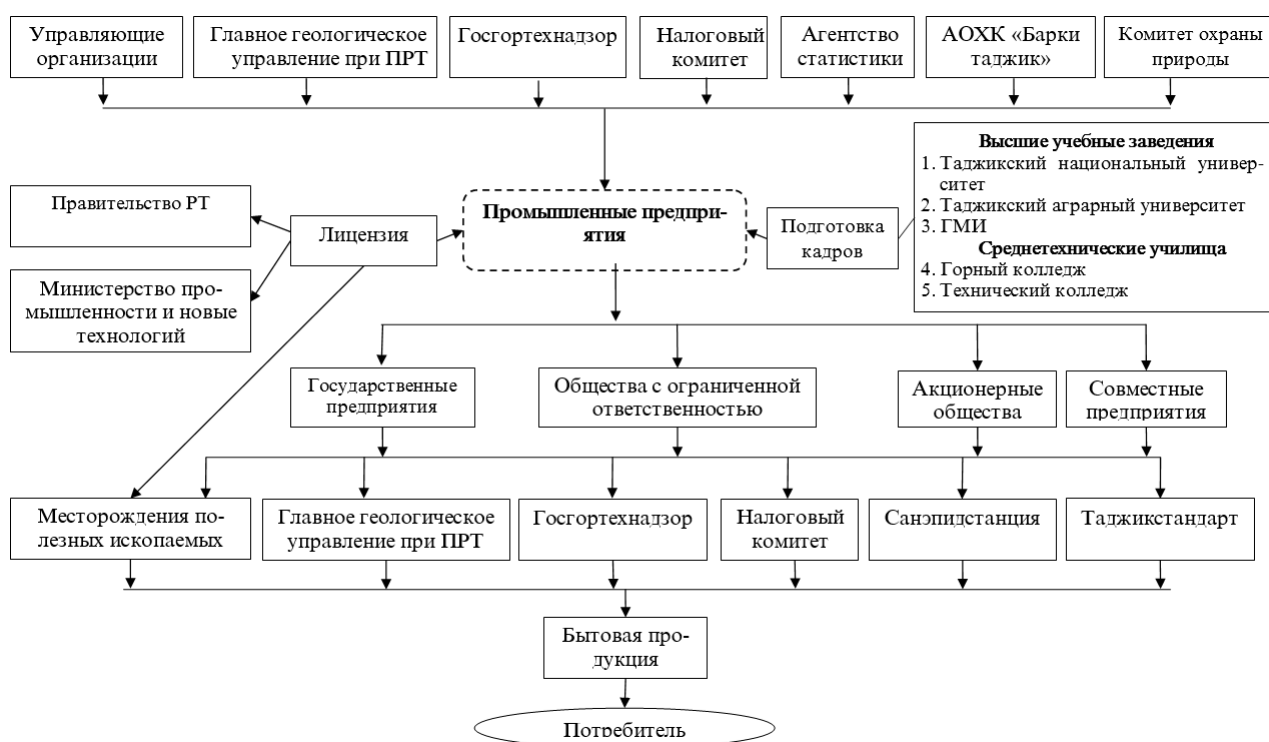 Управляющие
организации
Главное геологическое
управление при ПРТ
Госгортехнадзор
Налоговый
комитет
Агентство
статистики
АОХК «Барки
таджик»
Комитет охраны
природы
Высшие учебные заведения
1. Таджикский национальный универ-
ситет
2. Таджикский аграрный университет
3. ГМИ
Среднетехнические училища
4. Горный колледж
5. Технический колледж
Правительство РТ
Лицензия
Промышленные предпри-
ятия
Подготовка
кадров
Министерство про-
мышленности и новые
технологий
Государственные
предприятия
Общества с ограниченной
ответственностью
Акционерные
общества
Совместные
предприятия
Месторождения по-
лезных ископаемых
Главное геологическое
управление при ПРТ
Госгортехнадзор
Налоговый
комитет
Санэпидстанция
Таджикстандарт
Бытовая про-
дукция
Потребитель